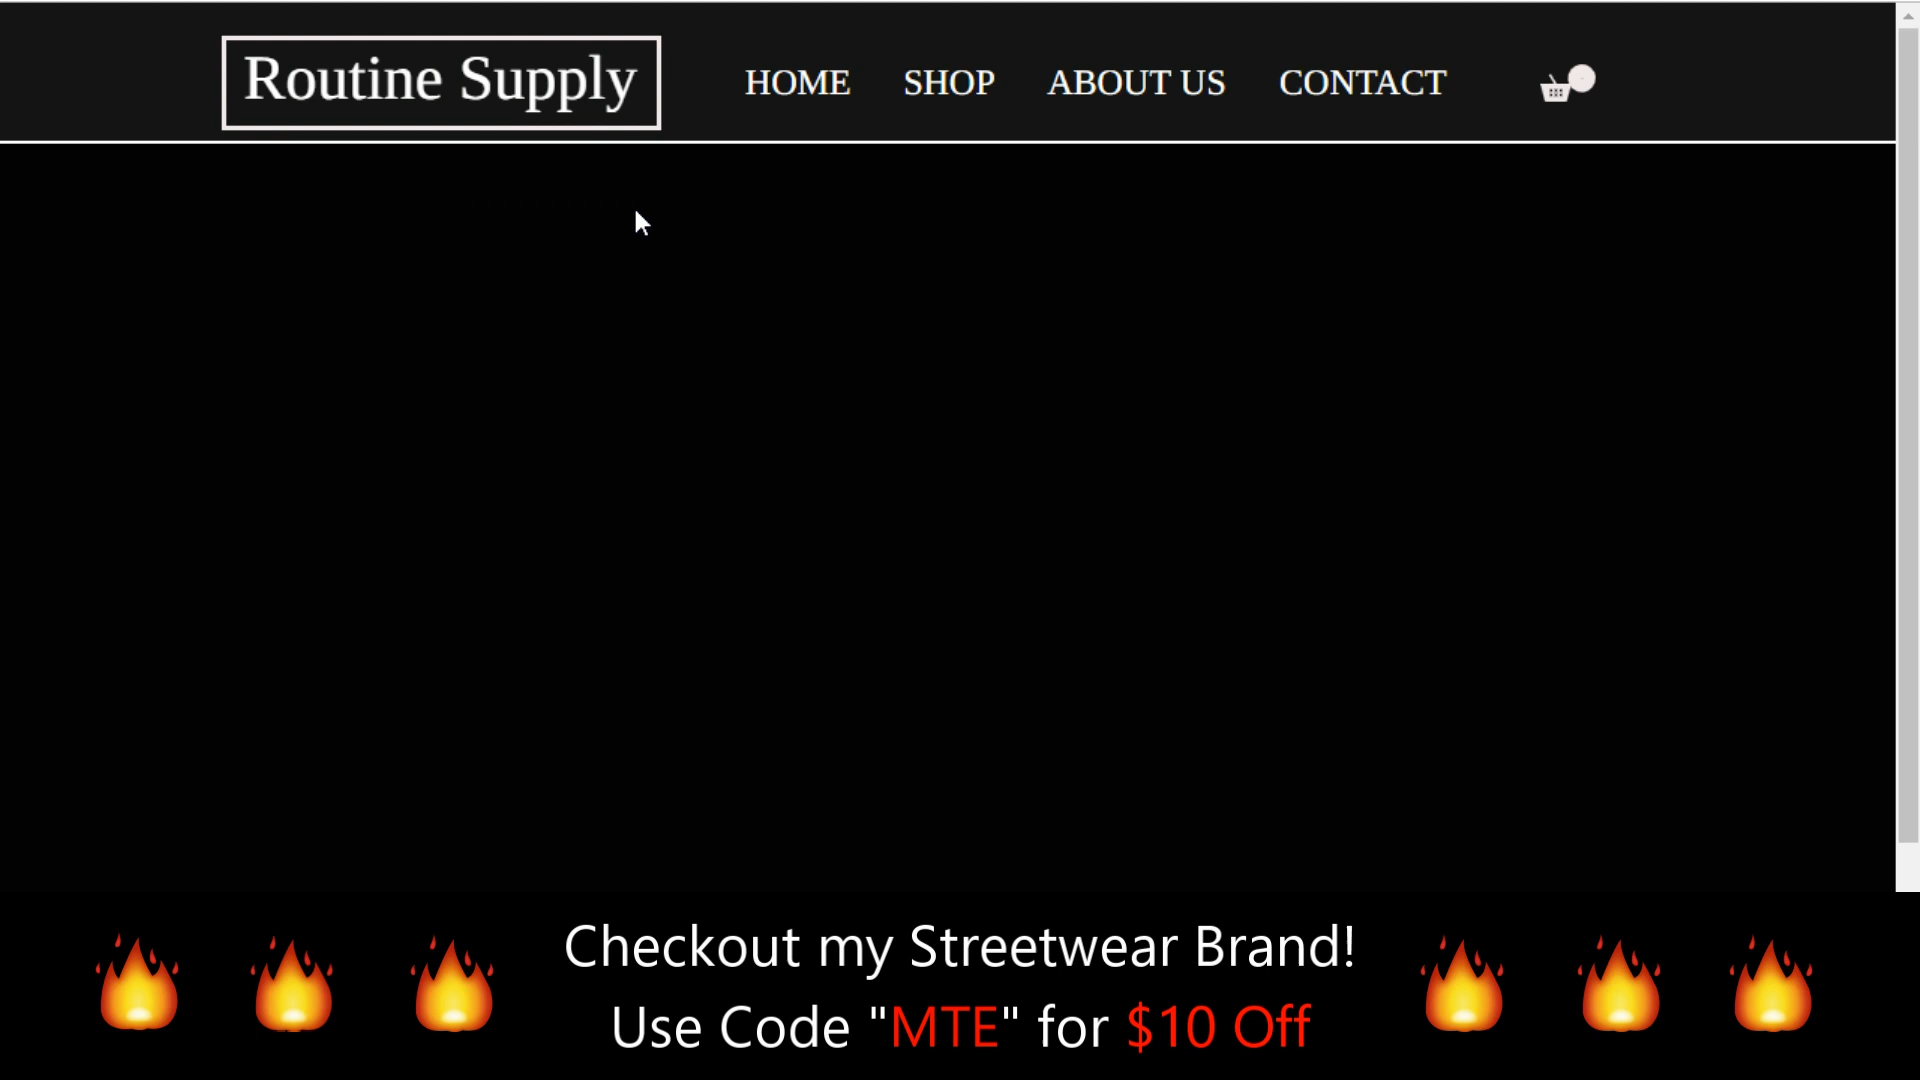 Routine Supply
HOME SHOP ABOUT US CONTACT
Checkout my Streetwear Brand!
Use Code "MTE" for $10 Off